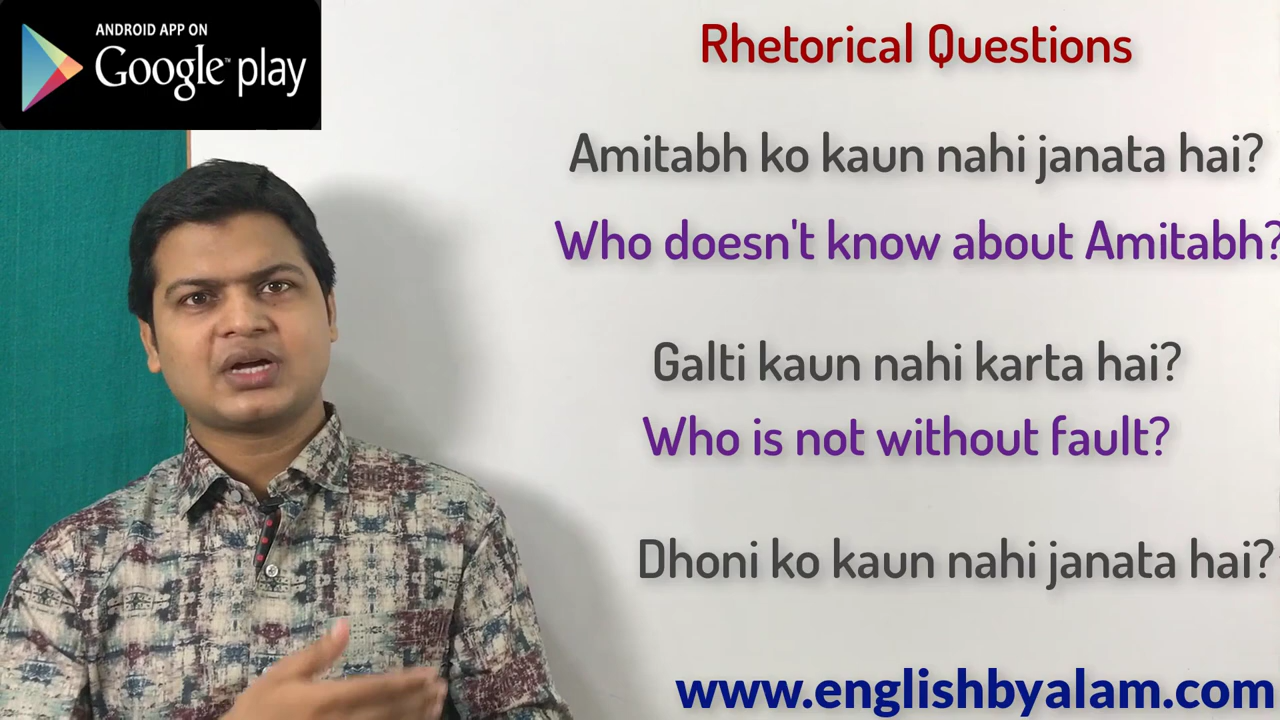 ANDROID APP ON
Google™ play
Rhetorical Questions
Amitabh ko kaun nahi janata hai?
Who doesn't know about Amitabh?
Galti kaun nahi karta hai?
Who is not without fault?
Dhoni ko kaun nahi janata hai?
www.englishbyalam.com